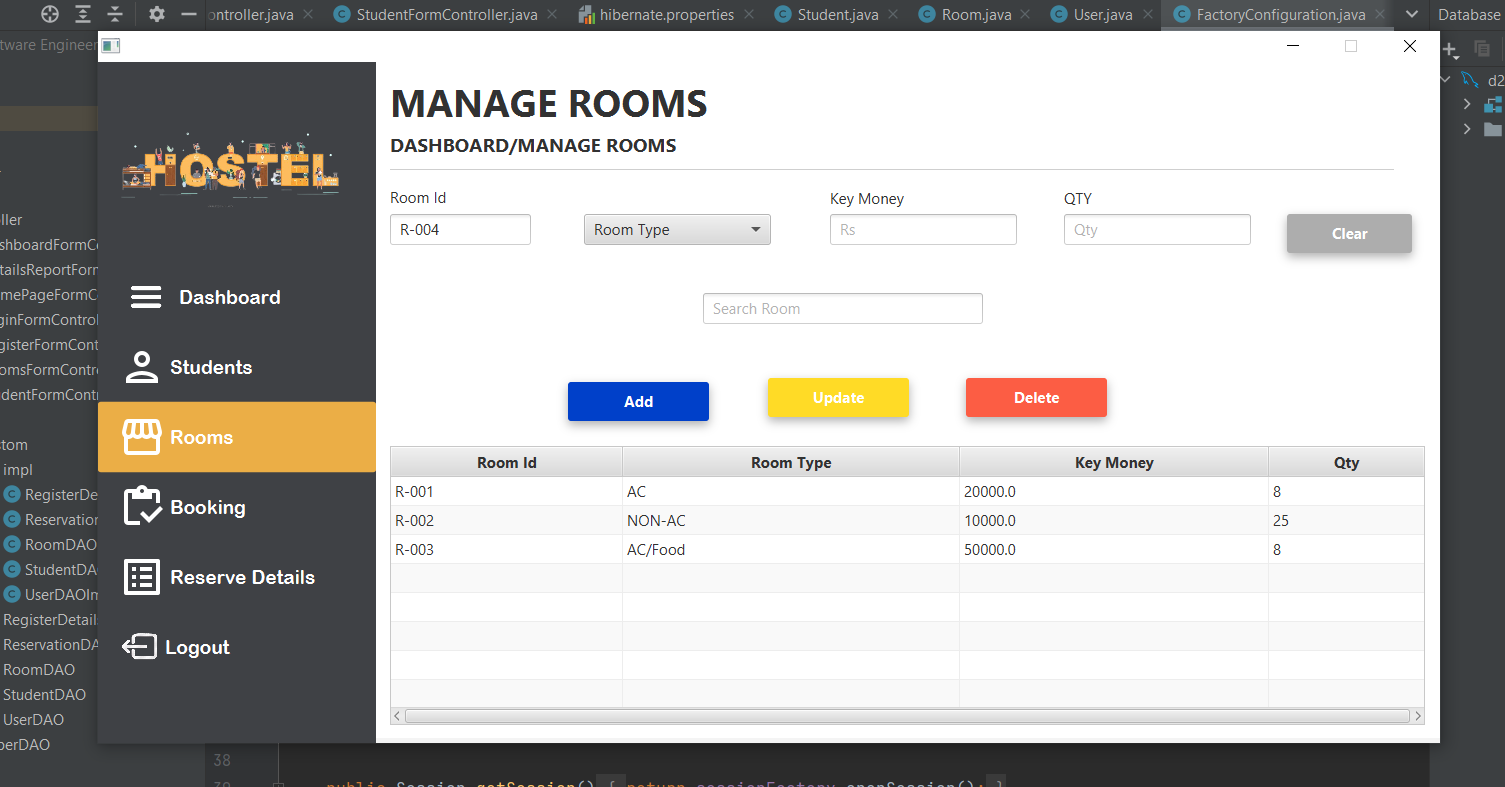 ontroller.java StudentFormController.java hibernate.properties Student.java Room.java User.java FactoryConfiguration.java Database
tware Engineer
d2
MANAGE ROOMS
DASHBOARD/MANAGE ROOMS
HOSTEL
Room Id Key Money QTY
R-004 Room Type Rs Qty Clear
Search Room
Add Update Delete
Dashboard
Students
Rooms
Booking
Reserve Details
Logout
Room Id Room Type Key Money Qty
R-001 AC 20000.0 8
R-002 NON-AC 10000.0 25
R-003 AC/Food 50000.0 8
ller
shboardFormCo
tailsReportForm
mePageFormC
ginFormControl
gisterFormCont
omsFormContro
udentFormContr
stom
impl
RegisterDe
Reservation
RoomDAO
StudentDA
UserDAOIm
RegisterDetail
ReservationDA
RoomDAO
StudentDAO
UserDAO
perDAO
38
39 public Session getSession() { return sessionFactory.openSession(); }